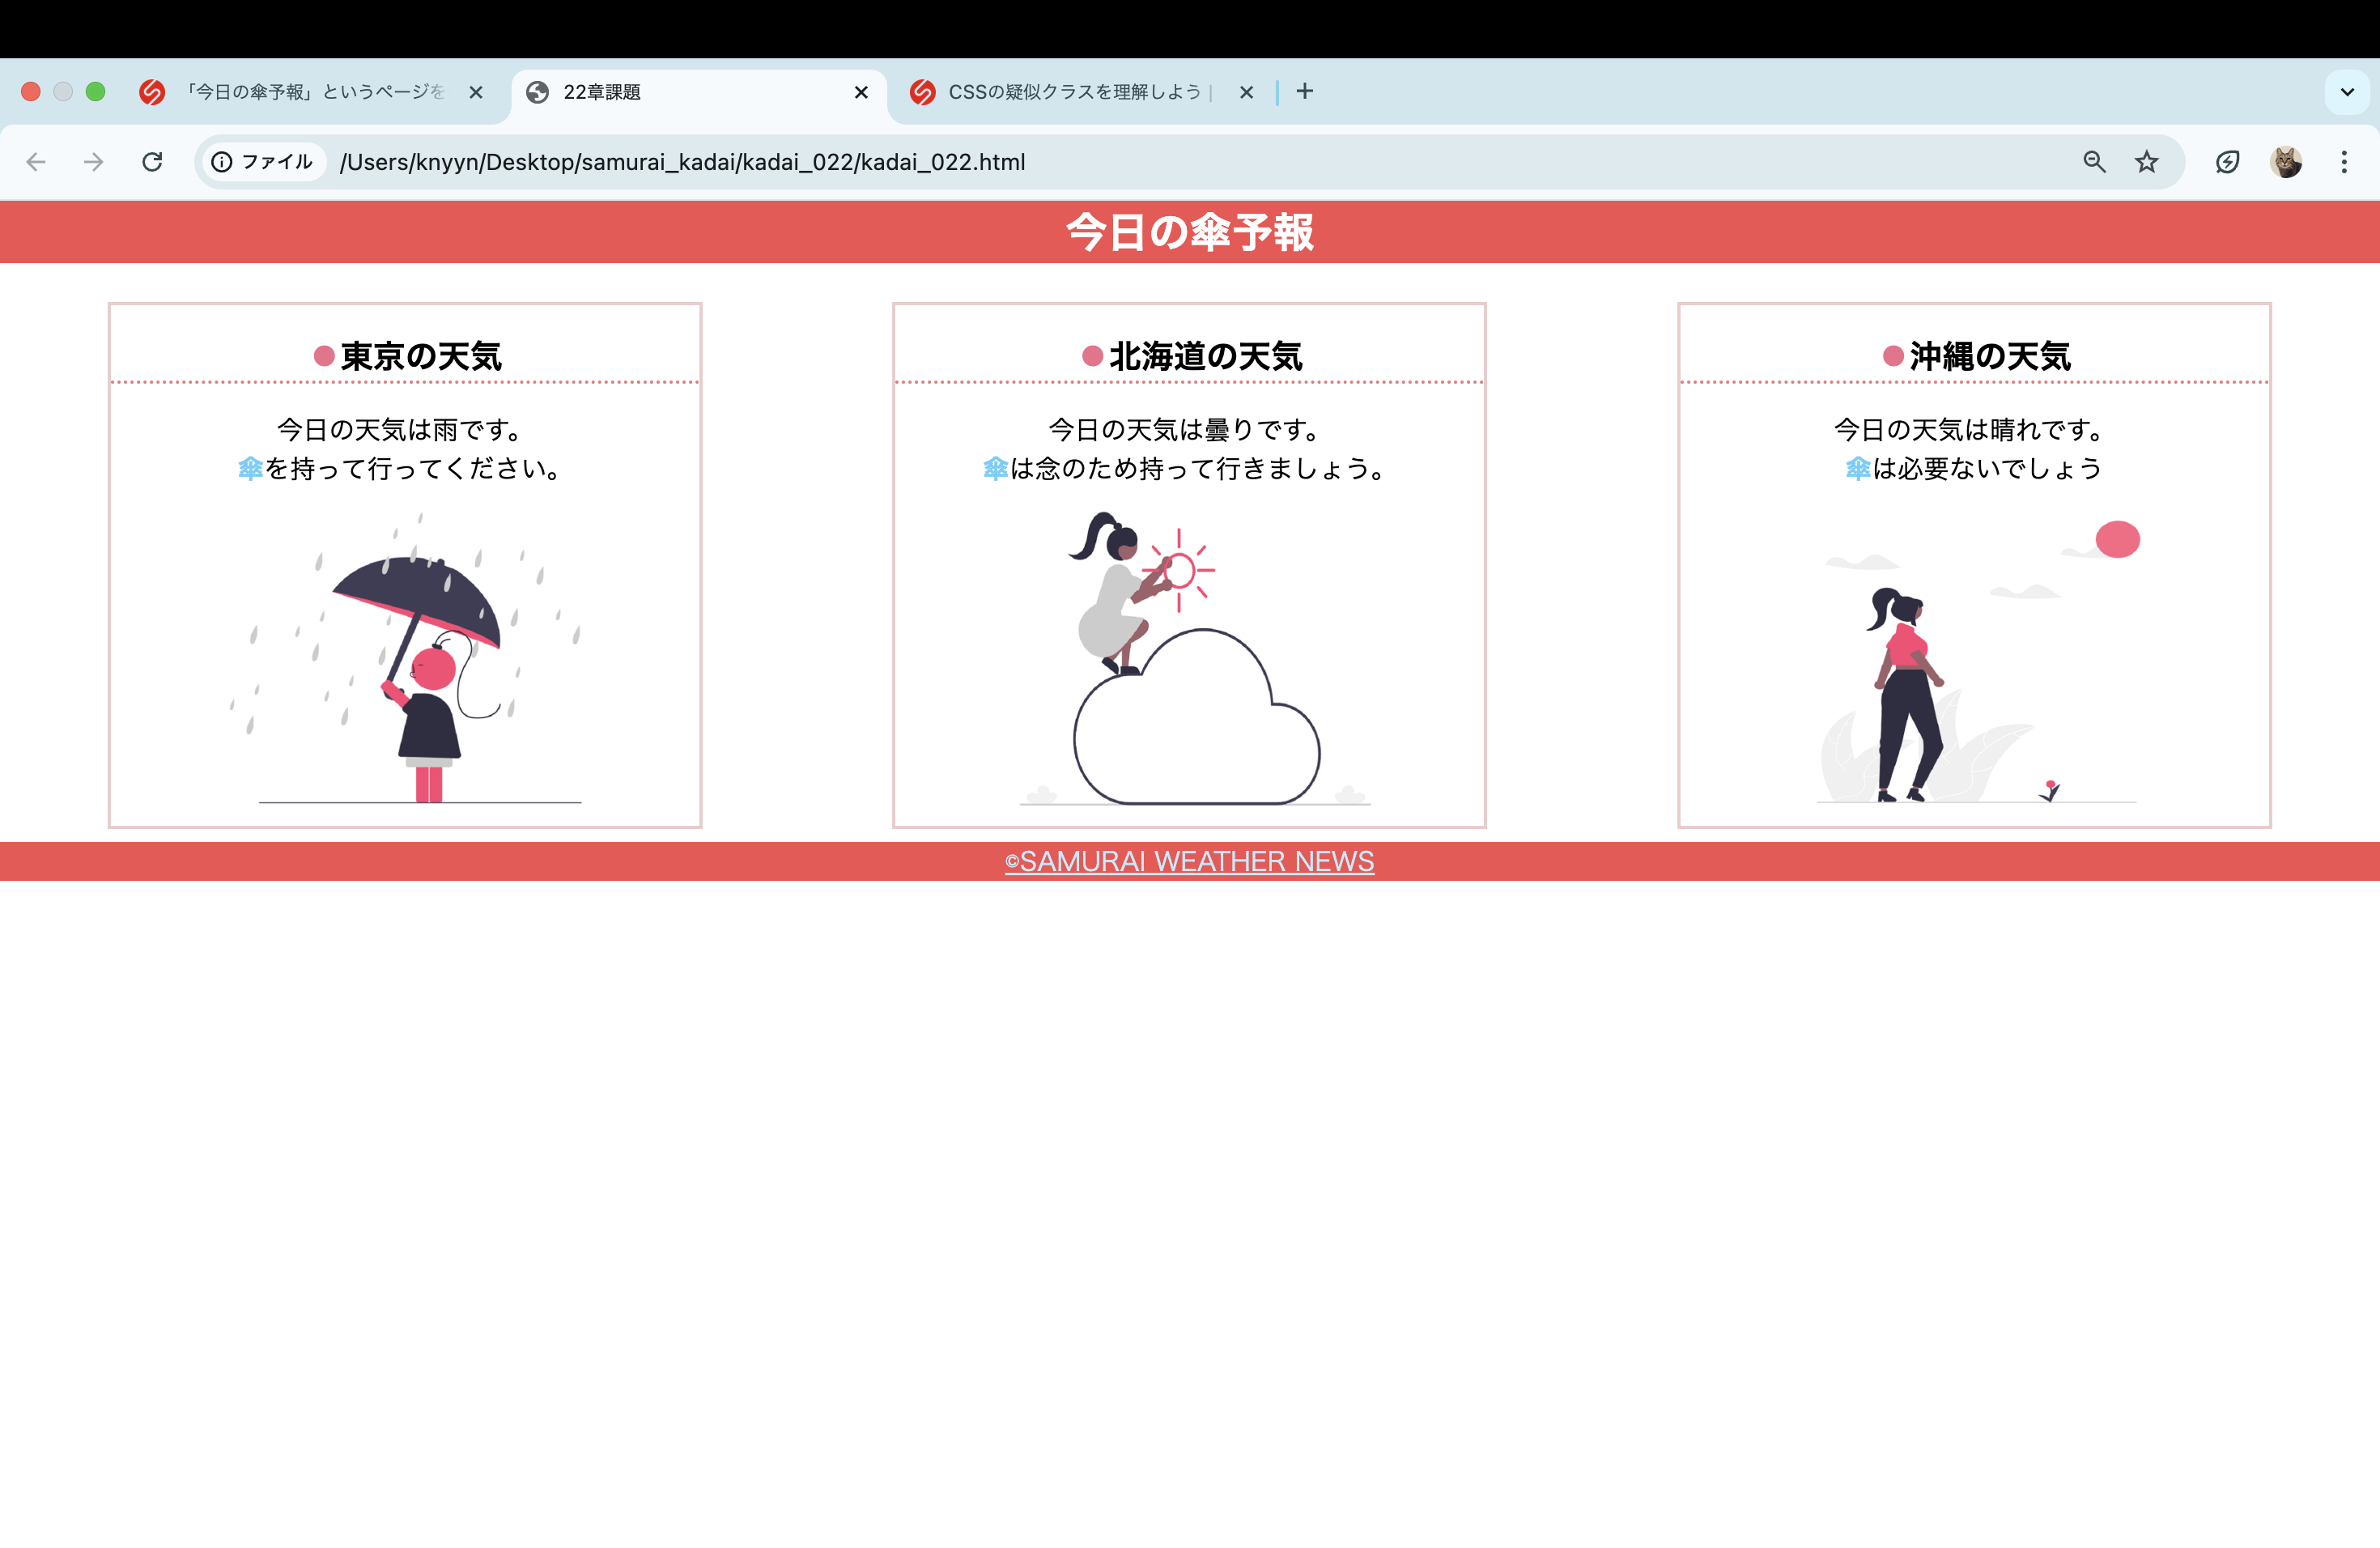 「今日の傘予報」というページを
22章課題
CSSの疑似クラスを理解しよう |
ファイル
/Users/knyyn/Desktop/samurai_kadai/kadai_022/kadai_022.html
今日の傘予報
東京の天気
今日の天気は雨です。
傘を持って行ってください。
北海道の天気
今日の天気は曇りです。
傘は念のため持って行きましょう。
沖縄の天気
今日の天気は晴れです。
傘は必要ないでしょう
©SAMURAI WEATHER NEWS